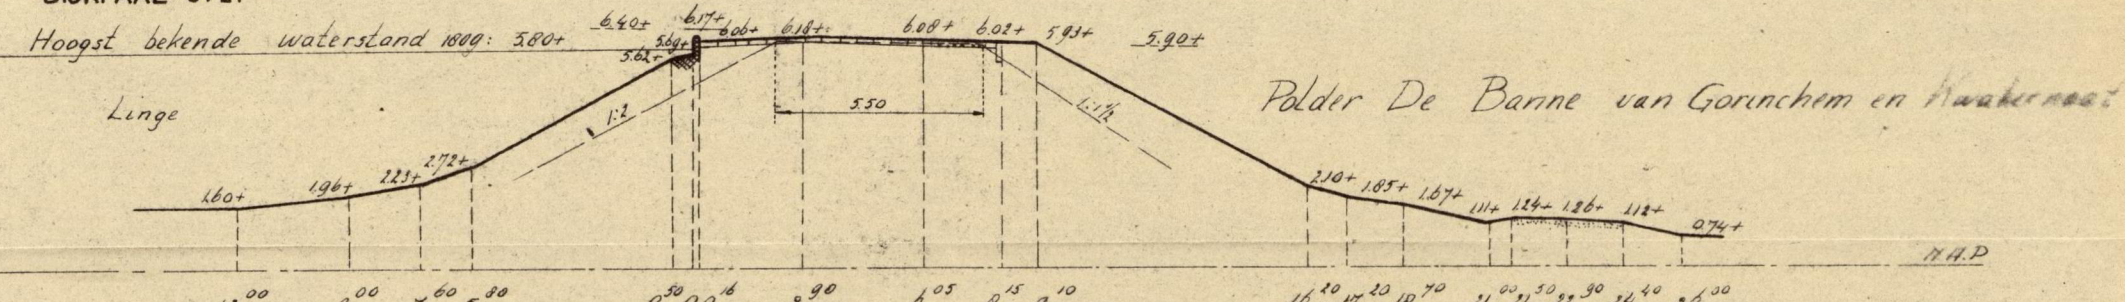 6.40+ 6.17+ 6.06+ 6.18+ 6.08+ 6.02+ 5.93+ 5.90+
Hoogst bekende waterstand 1809: 5.80+ 5.62+ 5.69+
Linge 1:2 5.50 1:1½ Polder De Banne van Gorinchem en
1.60+ 1.96+ 2.23+ 2.72+ 2.10+ 1.85+ 1.67+ 1.11+ 1.24+ 1.26+ 1.12+ 0.74+
N.A.P